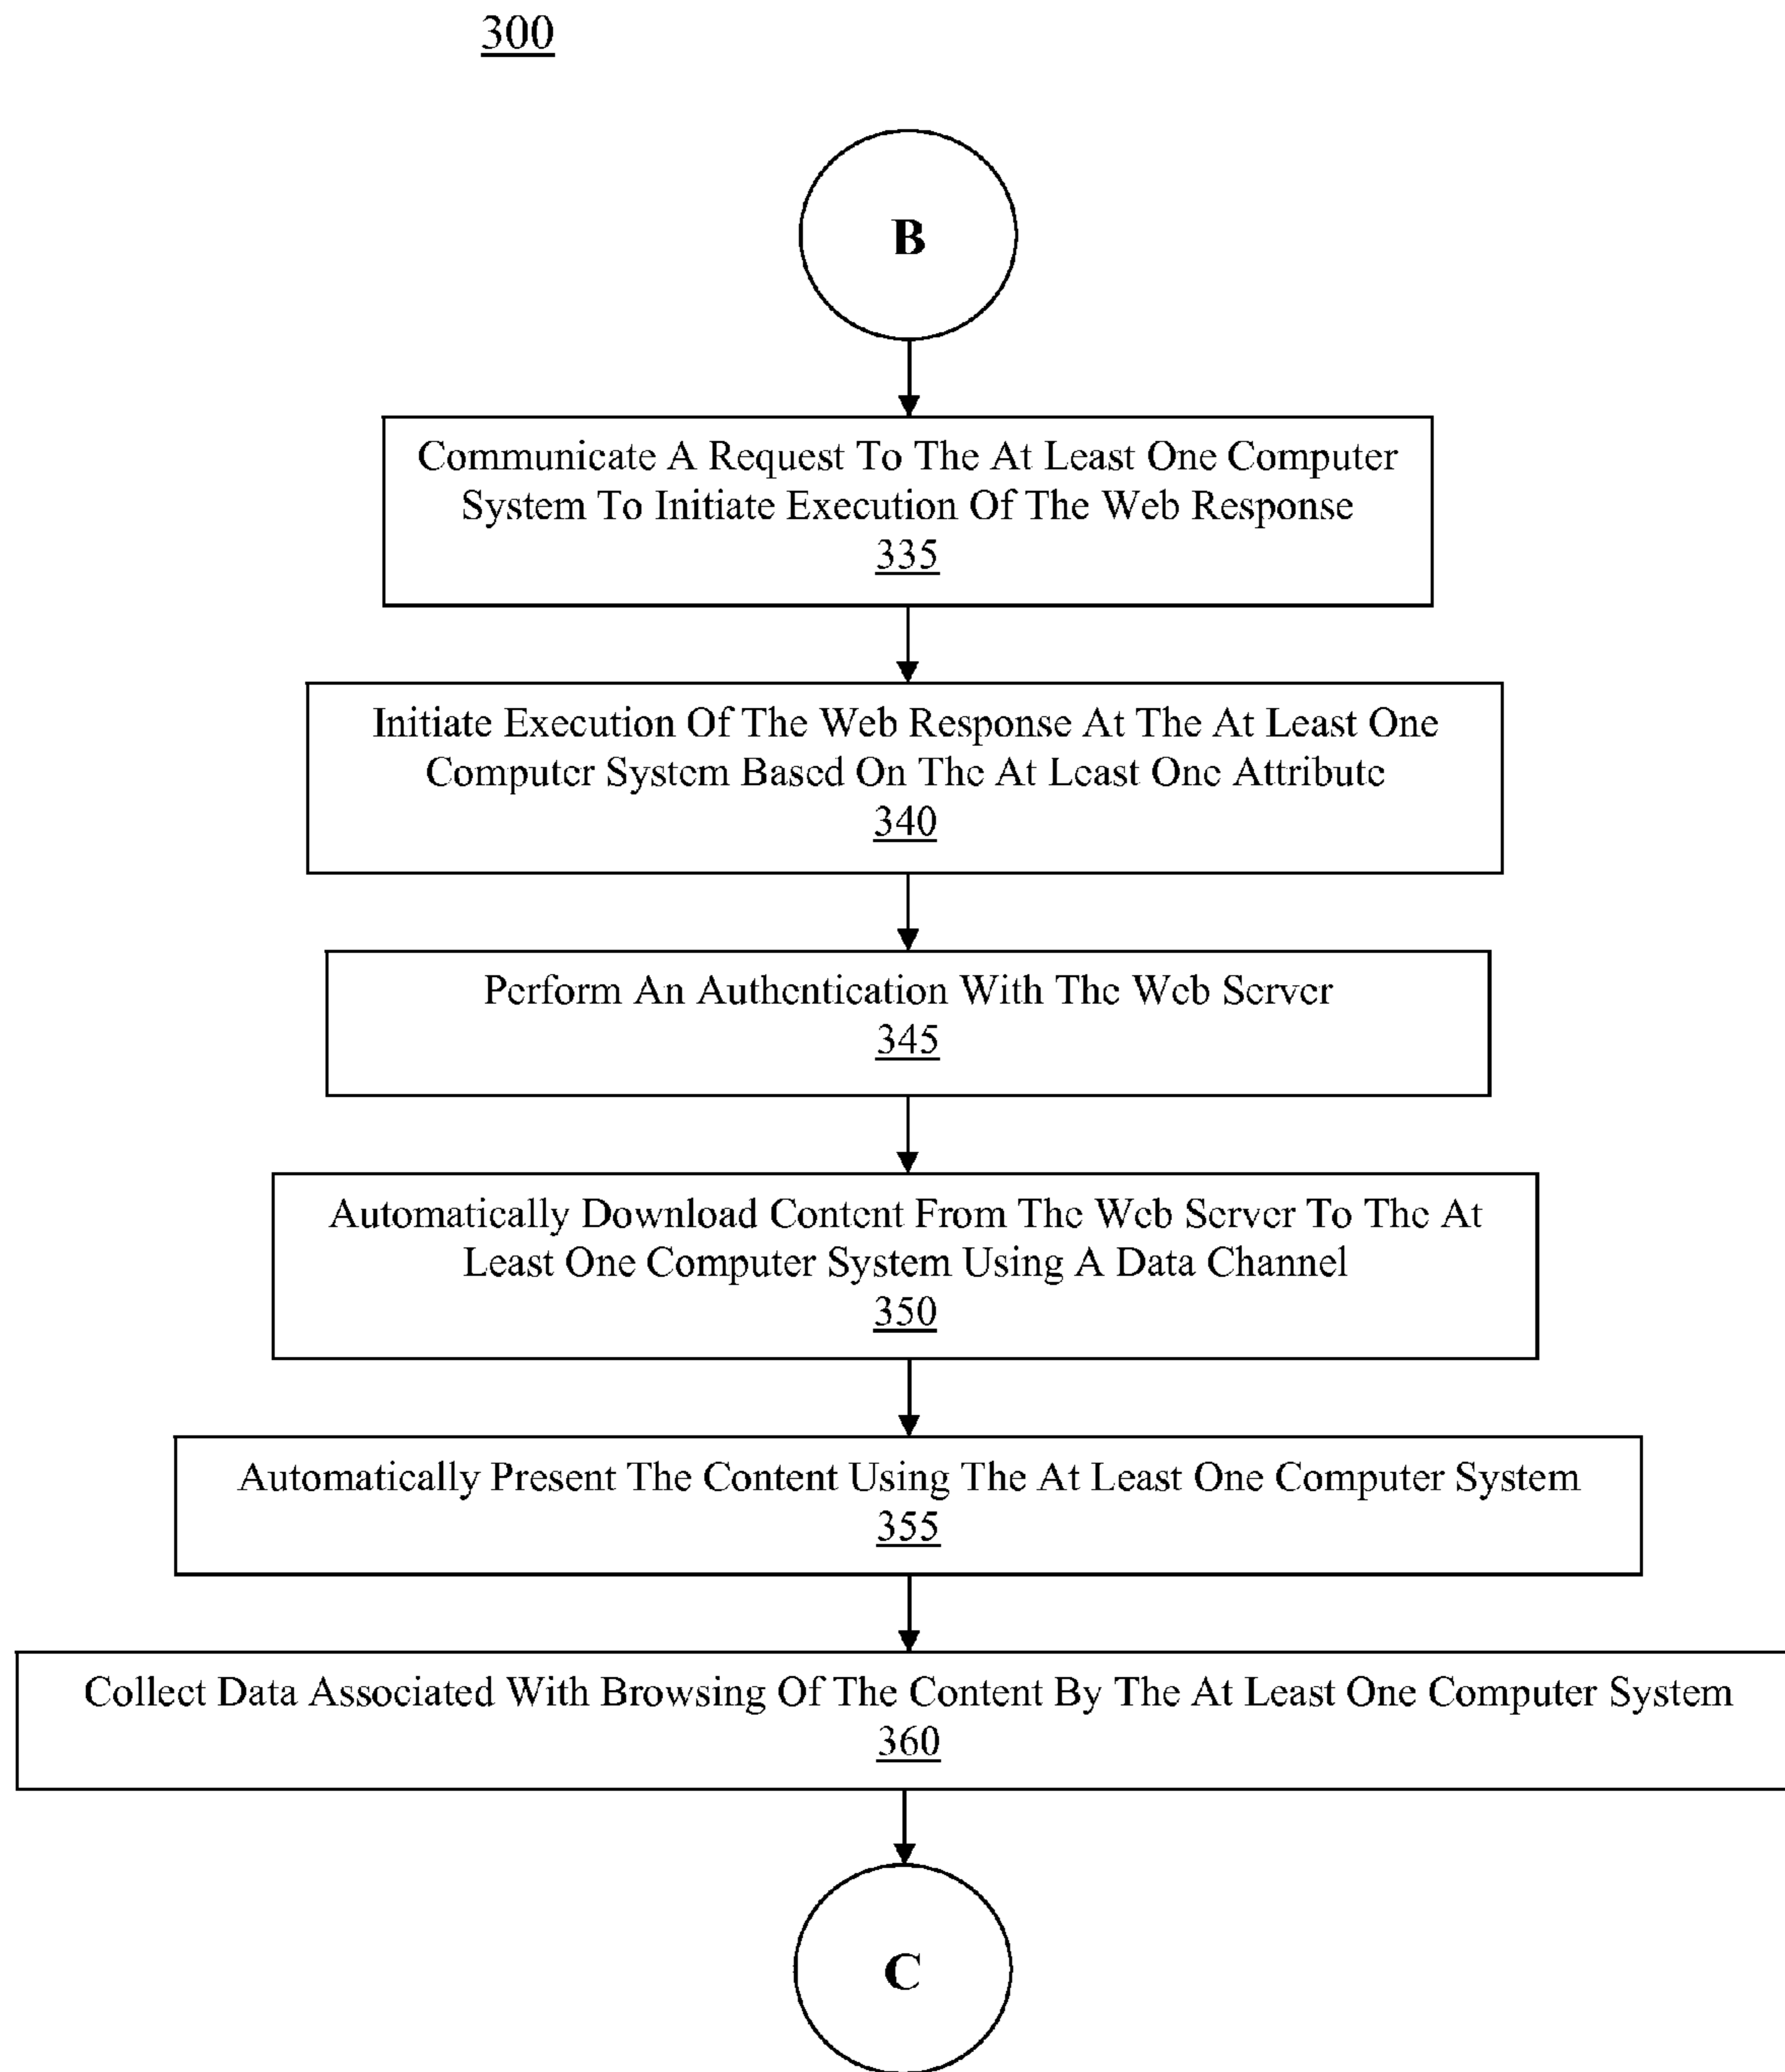 300
B
Communicate A Request To The At Least One Computer
System To Initiate Execution Of The Web Response
335
Initiate Execution Of The Web Response At The At Least One
Computer System Based On The At Least One Attribute
340
Perform An Authentication With The Web Server
345
Automatically Download Content From The Web Server To The At
Least One Computer System Using A Data Channel
350
Automatically Present The Content Using The At Least One Computer System
355
Collect Data Associated With Browsing Of The Content By The At Least One Computer System
360
C